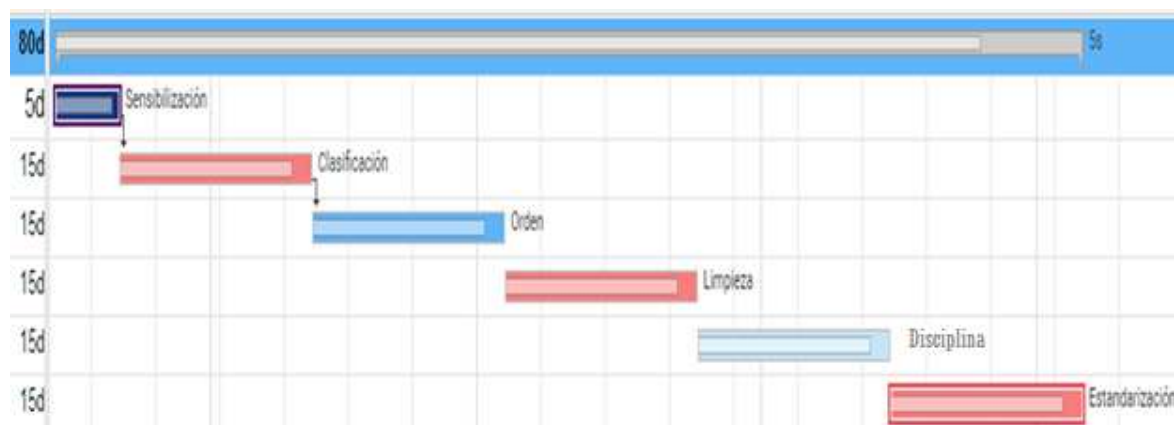 80d 5s
5d Sensibilización
15d Clasificación
15d Orden
15d Limpieza
15d Disciplina
15d Estandarización